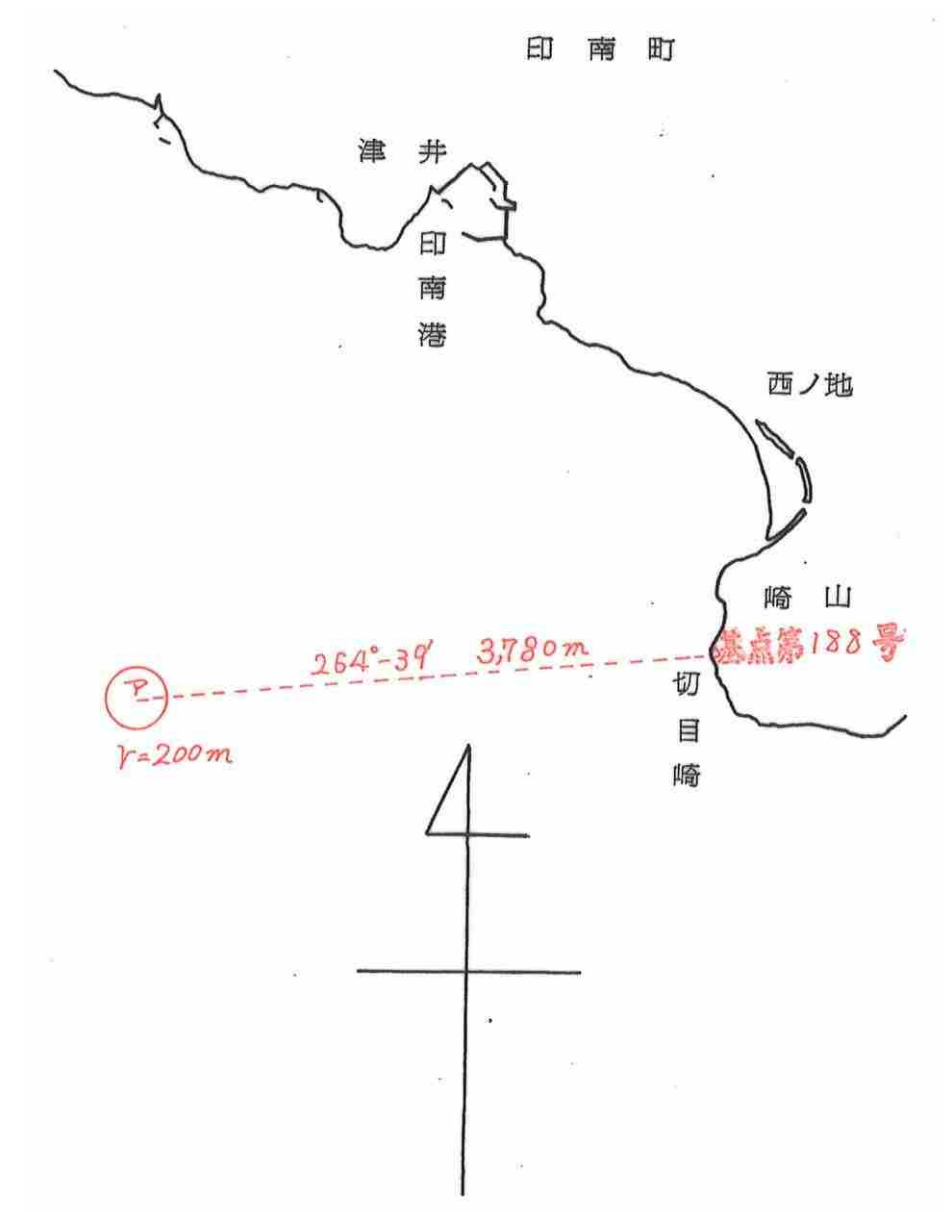 印南町
津井
印南港
西ノ地
崎山
基点第188号
264°-39′ 3,780m
切目崎
ア
r=200m